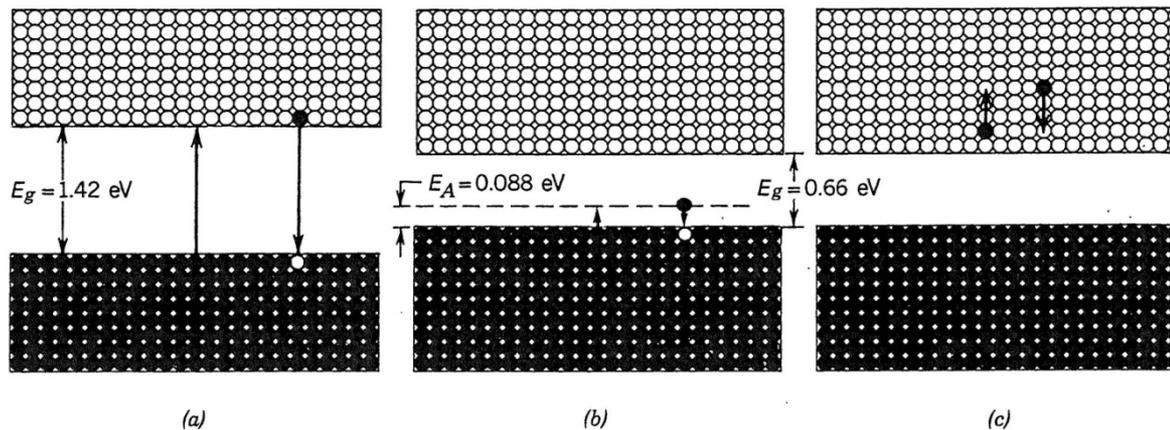 E_g = 1.42 eV
E_A = 0.088 eV
E_g = 0.66 eV
(a)
(b)
(c)